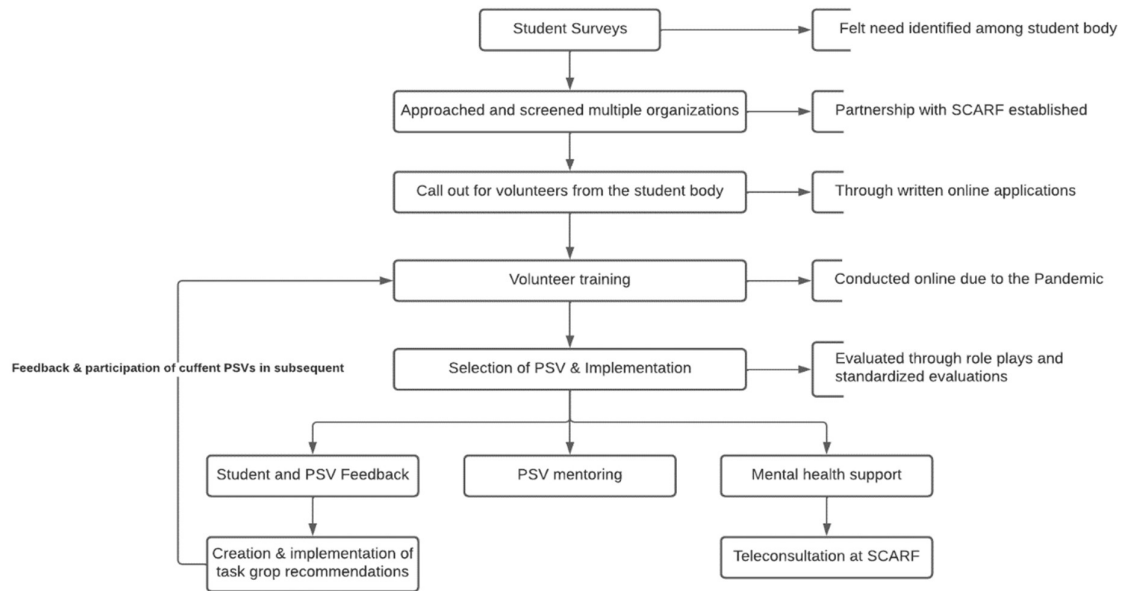 Student Surveys
Felt need identified among student body
Approached and screened multiple organizations
Partnership with SCARF established
Call out for volunteers from the student body
Through written online applications
Volunteer training
Conducted online due to the Pandemic
Feedback & participation of cuffent PSVs in subsequent
Selection of PSV & Implementation
Evaluated through role plays and
standardized evaluations
Student and PSV Feedback
PSV mentoring
Mental health support
Creation & implementation of
task grop recommendations
Teleconsultation at SCARF